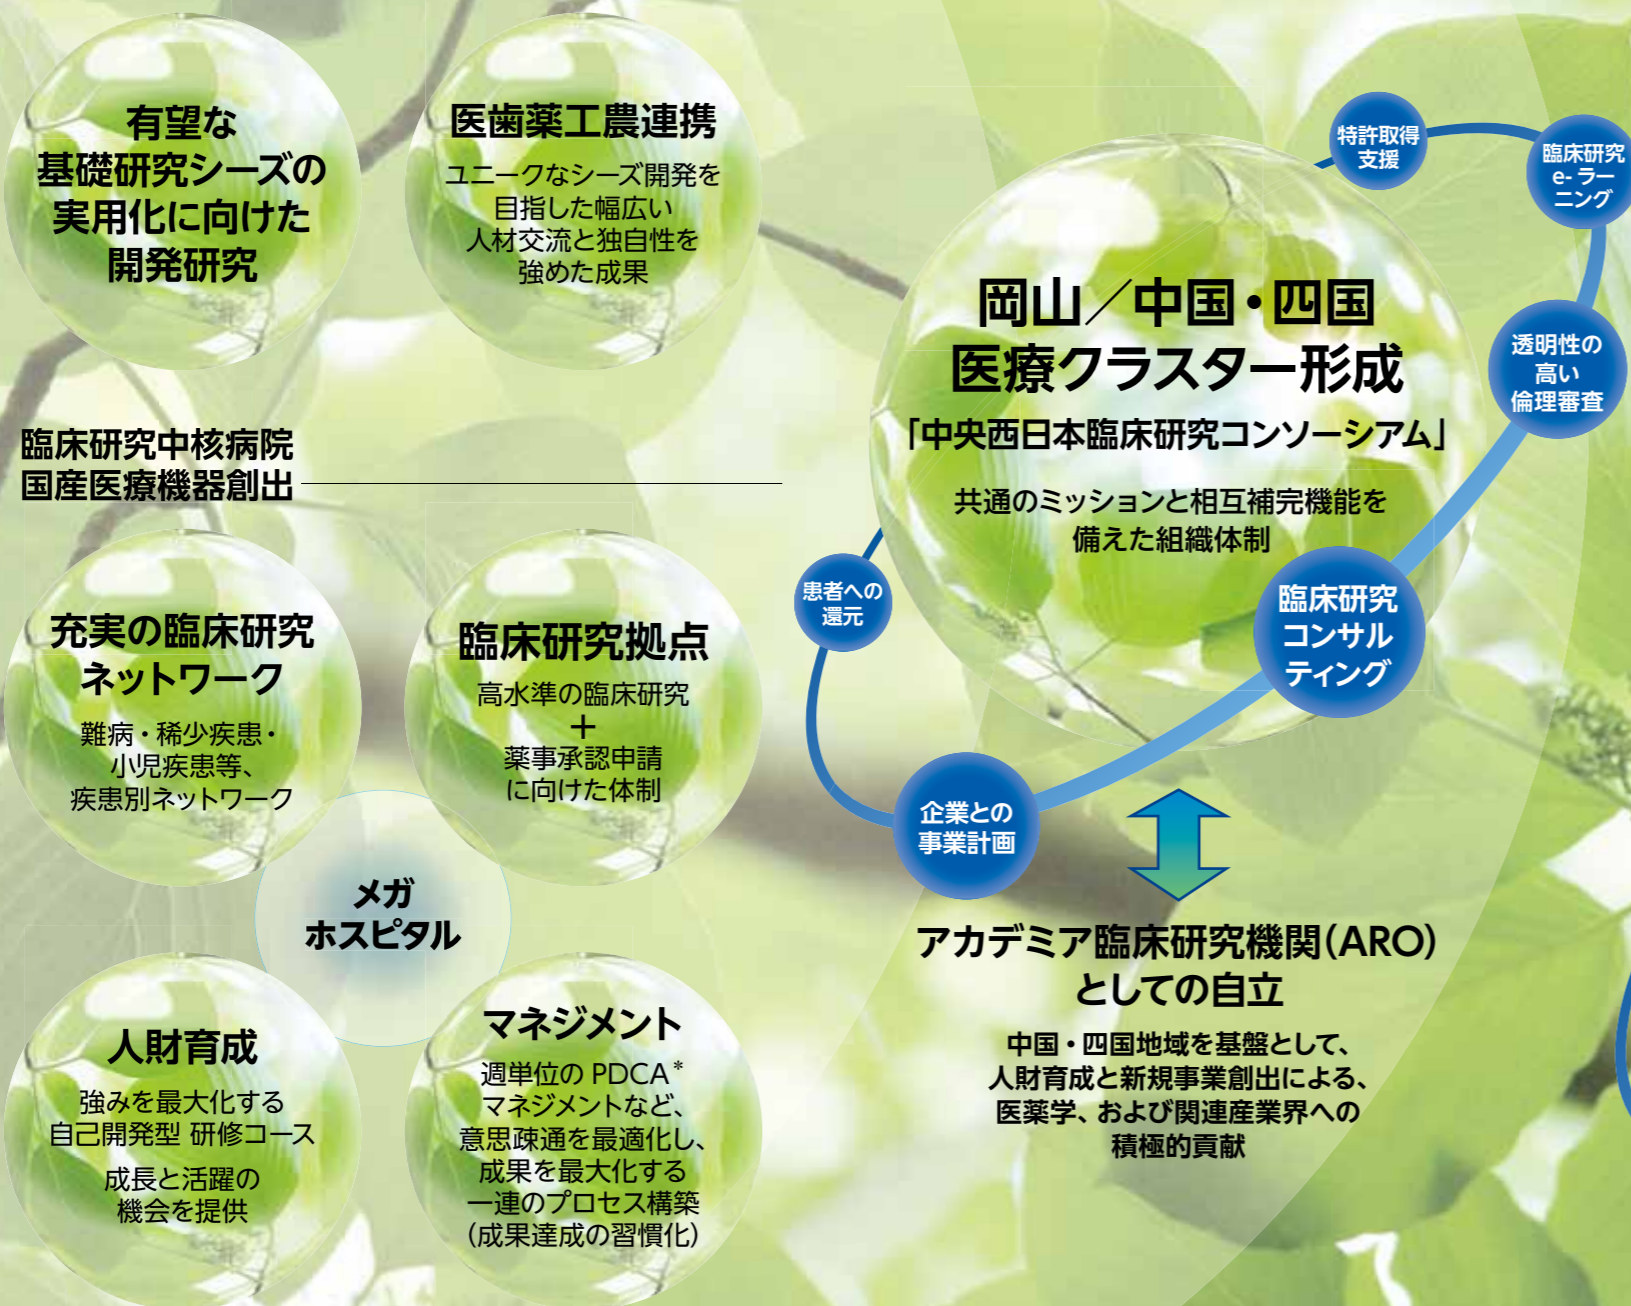 有望な
基礎研究シーズの
実用化に向けた
開発研究
医歯薬工農連携
ユニークなシーズ開発を
目指した幅広い
人材交流と独自性を
強めた成果
臨床研究中核病院
国産医療機器創出
充実の臨床研究
ネットワーク
難病・稀少疾患・
小児疾患等、
疾患別ネットワーク
臨床研究拠点
高水準の臨床研究
＋
薬事承認申請
に向けた体制
メガ
ホスピタル
人財育成
強みを最大化する
自己開発型 研修コース
成長と活躍の
機会を提供
マネジメント
週単位の PDCA*
マネジメントなど、
意思疎通を最適化し、
成果を最大化する
一連のプロセス構築
(成果達成の習慣化)
岡山／中国・四国
医療クラスター形成
「中央西日本臨床研究コンソーシアム」
共通のミッションと相互補完機能を
備えた組織体制
特許取得
支援
臨床研究
e- ラー
ニング
透明性の
高い
倫理審査
臨床研究
コンサル
ティング
企業との
事業計画
患者への
還元
アカデミア臨床研究機関(ARO)
としての自立
中国・四国地域を基盤として、
人財育成と新規事業創出による、
医薬学、および関連産業界への
積極的貢献